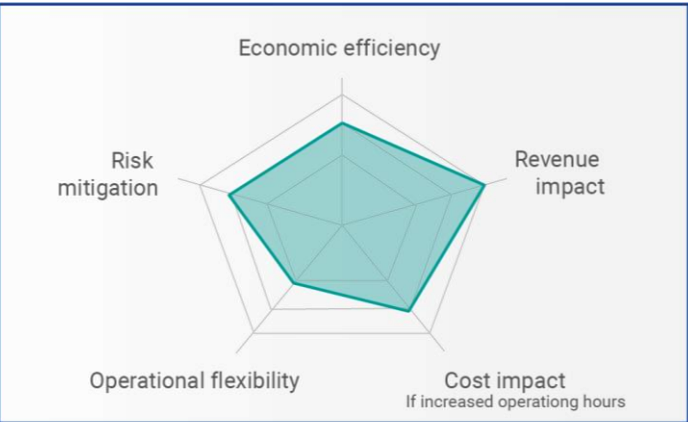 Economic efficiency
Risk
mitigation
Revenue
impact
Operational flexibility
Cost impact
If increased operationg hours